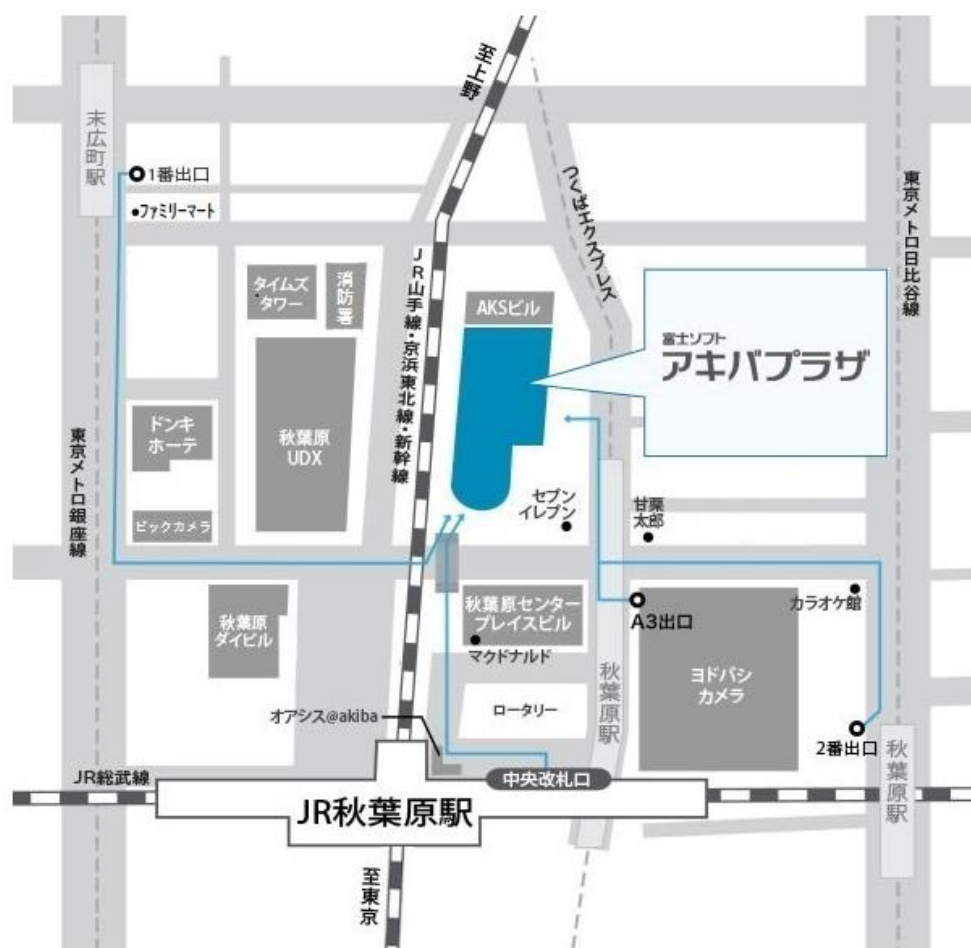 至上野
末広町駅
1番出口
ファミリーマート
つくばエクスプレス
東京メトロ日比谷線
JR山手線・京浜東北線・新幹線
タイムズ
タワー
消防署
AKSビル
富士ソフト
アキバプラザ
ドンキ
ホーテ
秋葉原
UDX
東京メトロ銀座線
ビックカメラ
セブン
イレブン
甘栗
太郎
秋葉原
ダイビル
秋葉原センター
プレイスビル
マクドナルド
A3出口
カラオケ館
ヨドバシ
カメラ
秋葉原駅
ロータリー
オアシス@akiba
2番出口
秋葉原駅
JR総武線
中央改札口
JR秋葉原駅
至東京